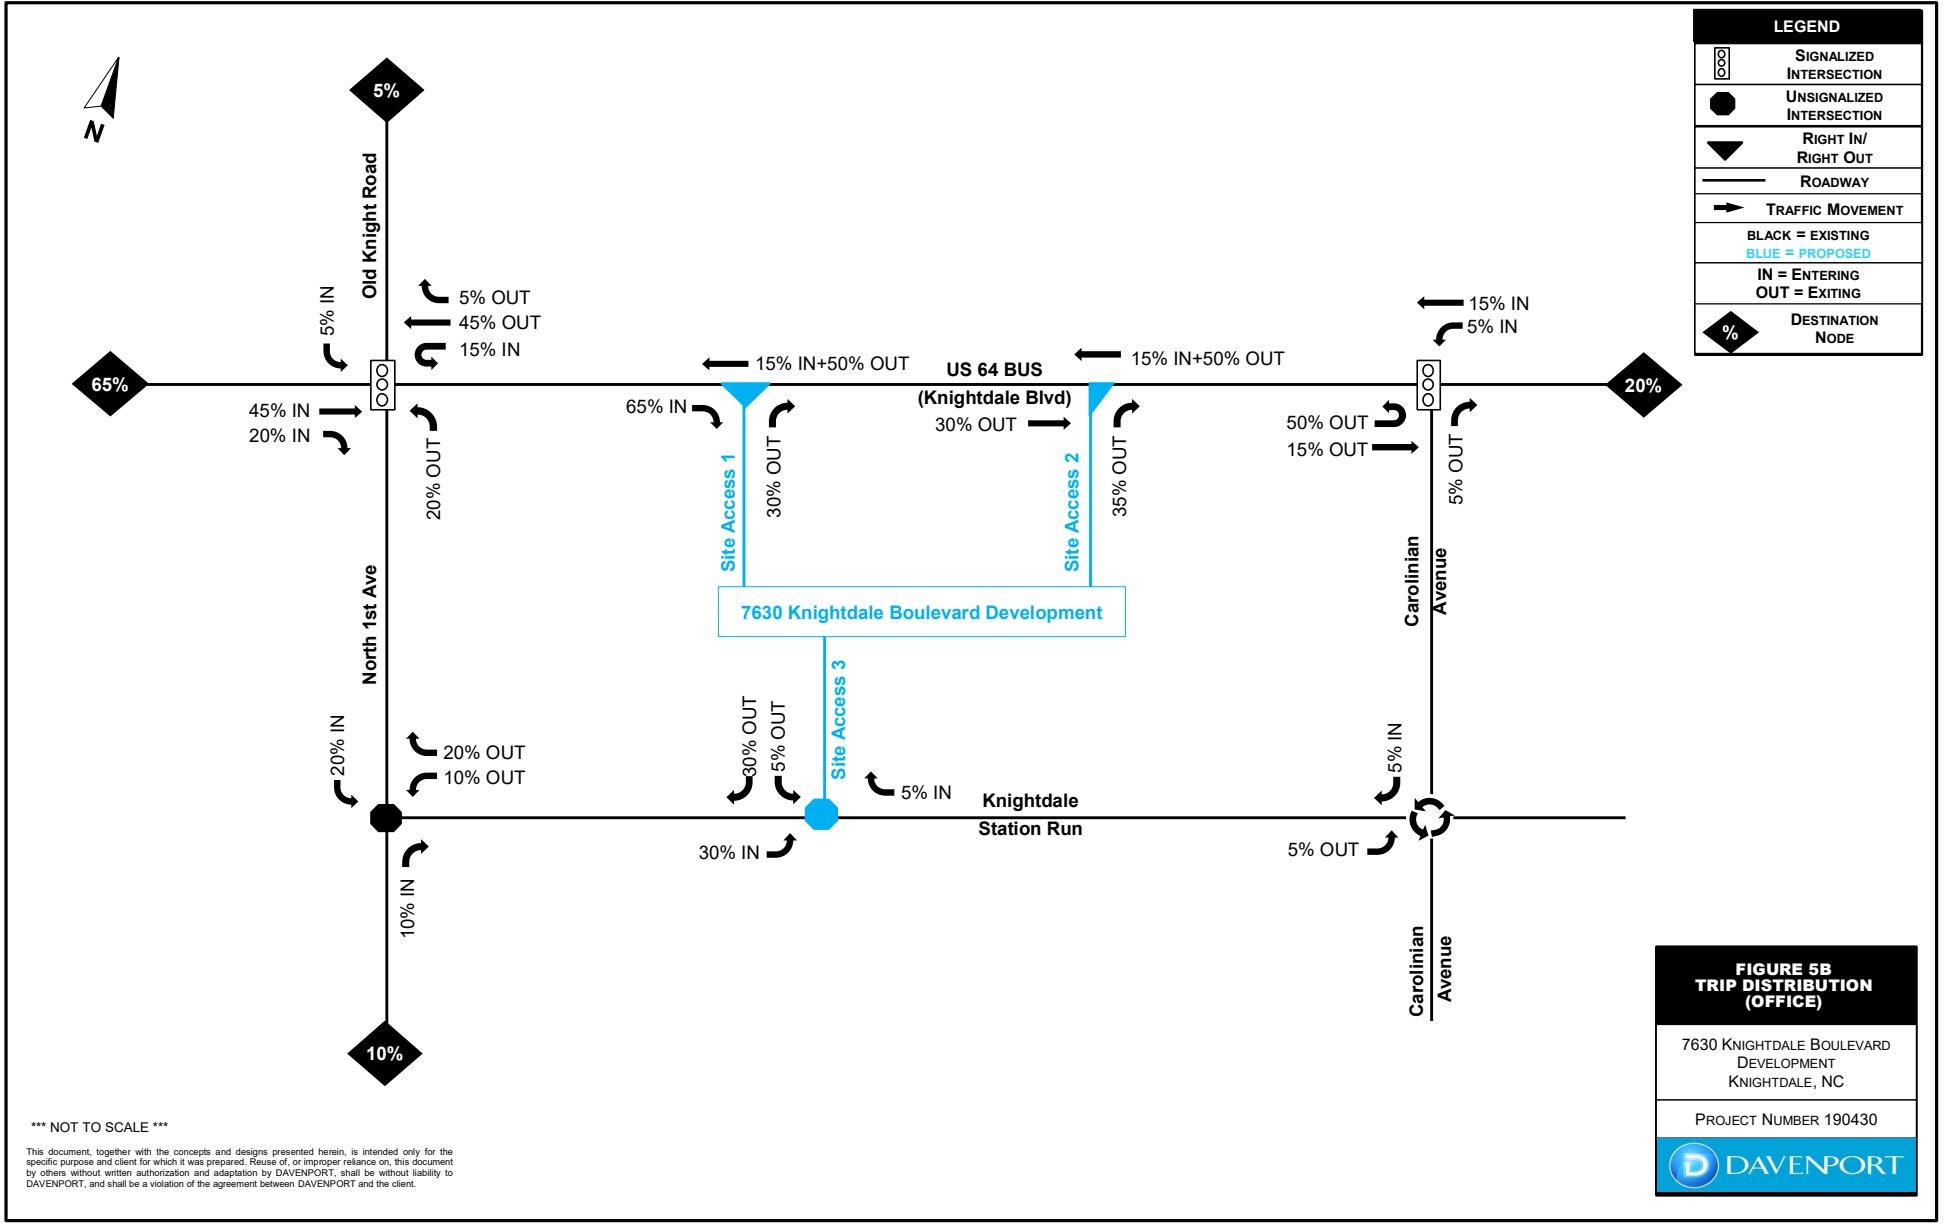 LEGEND
SIGNALIZED
INTERSECTION
UNSIGNALIZED
INTERSECTION
RIGHT IN/
RIGHT OUT
ROADWAY
TRAFFIC MOVEMENT
BLACK = EXISTING
BLUE = PROPOSED
IN = ENTERING
OUT = EXITING
%
DESTINATION
NODE
N
5%
Old Knight Road
5% IN
5% OUT
45% OUT
15% IN
65%
45% IN
20% IN
20% OUT
15% IN+50% OUT
65% IN
30% OUT
Site Access 1
US 64 BUS
(Knightdale Blvd)
30% OUT
15% IN+50% OUT
35% OUT
Site Access 2
15% IN
5% IN
50% OUT
15% OUT
5% OUT
20%
7630 Knightdale Boulevard Development
North 1st Ave
Carolinian
Avenue
Site Access 3
20% IN
20% OUT
10% OUT
10% IN
30% OUT
5% OUT
30% IN
5% IN
Knightdale
Station Run
5% IN
5% OUT
Carolinian
Avenue
10%
FIGURE 5B
TRIP DISTRIBUTION
(OFFICE)
7630 KNIGHTDALE BOULEVARD
DEVELOPMENT
KNIGHTDALE, NC
PROJECT NUMBER 190430
D DAVENPORT
*** NOT TO SCALE ***
This document, together with the concepts and designs presented herein, is intended only for the
specific purpose and client for which it was prepared. Reuse of, or improper reliance on, this document
by others without written authorization and adaptation by DAVENPORT, shall be without liability to
DAVENPORT, and shall be a violation of the agreement between DAVENPORT and the client.